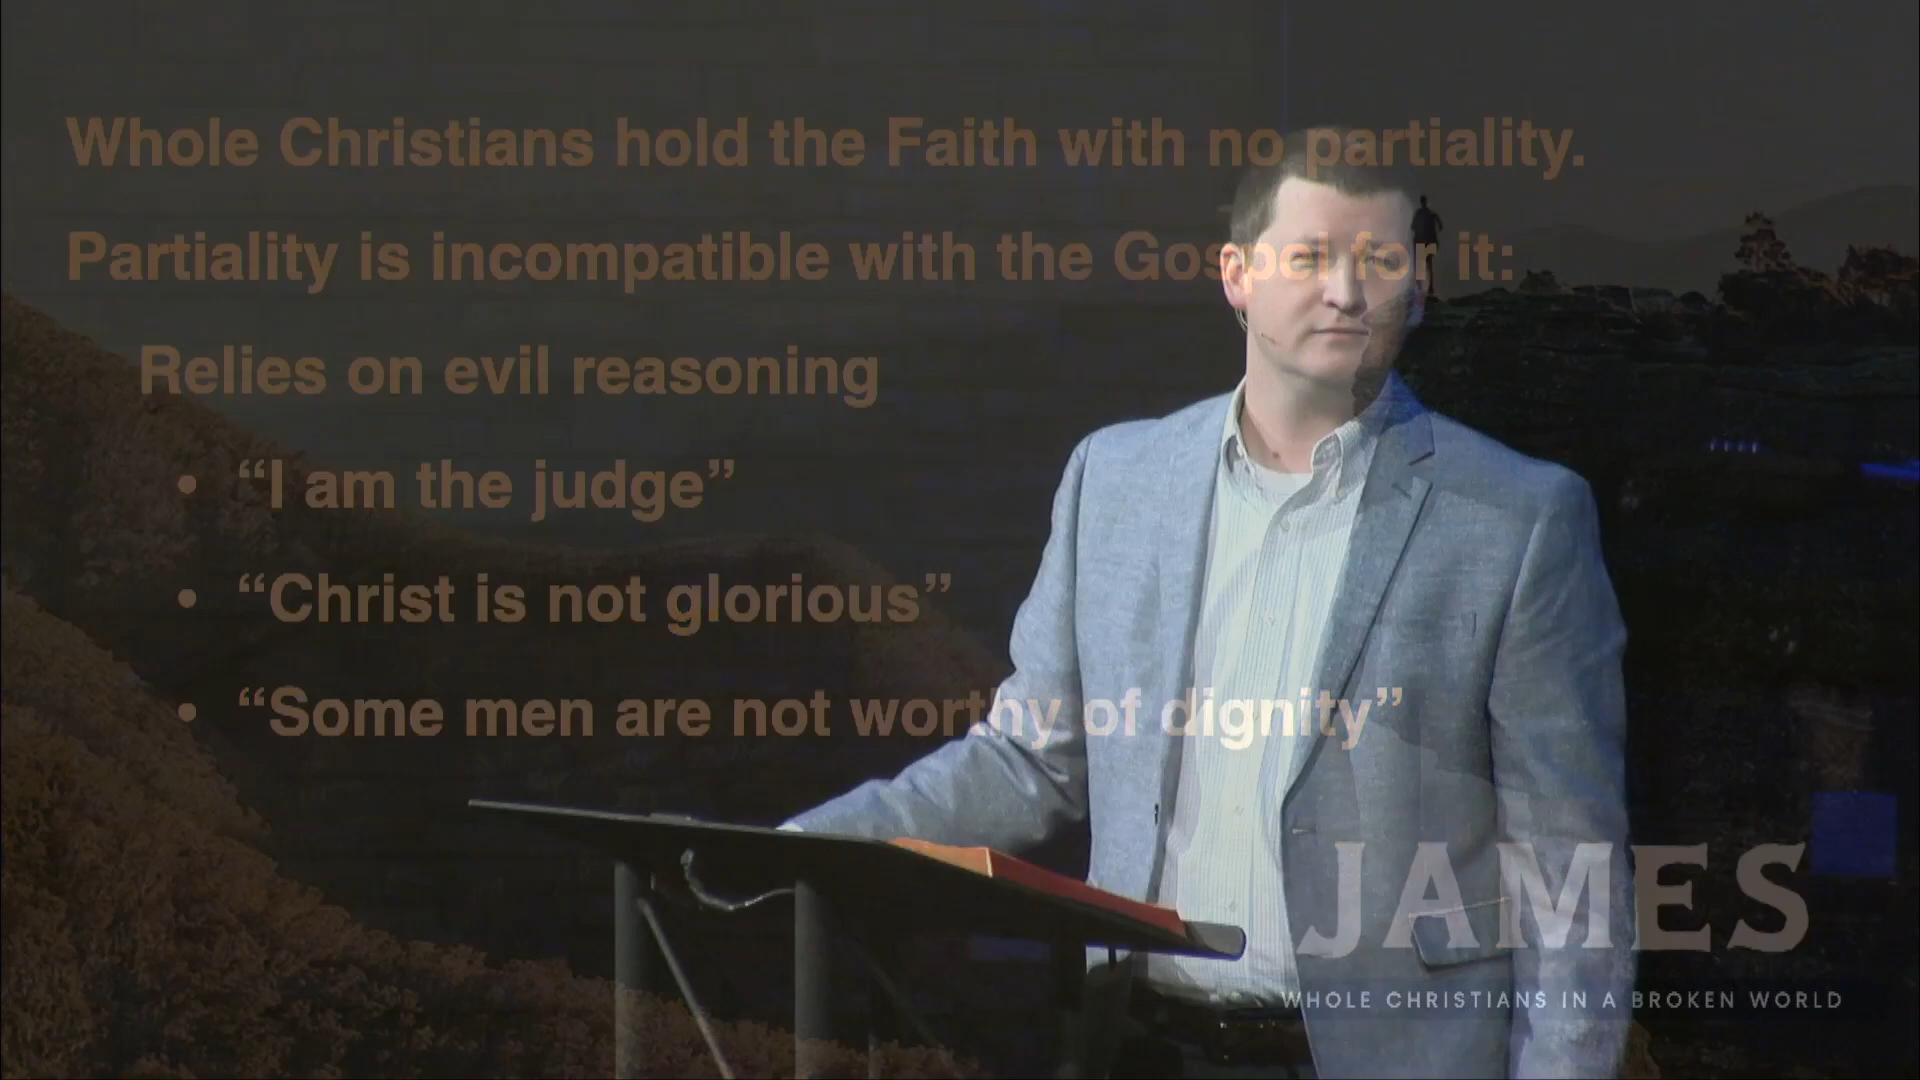 Whole Christians hold the Faith with no partiality.
Partiality is incompatible with the Gospel for it:
Relies on evil reasoning
• “I am the judge”
• “Christ is not glorious”
• “Some men are not worthy of dignity”
JAMES
WHOLE CHRISTIANS IN A BROKEN WORLD